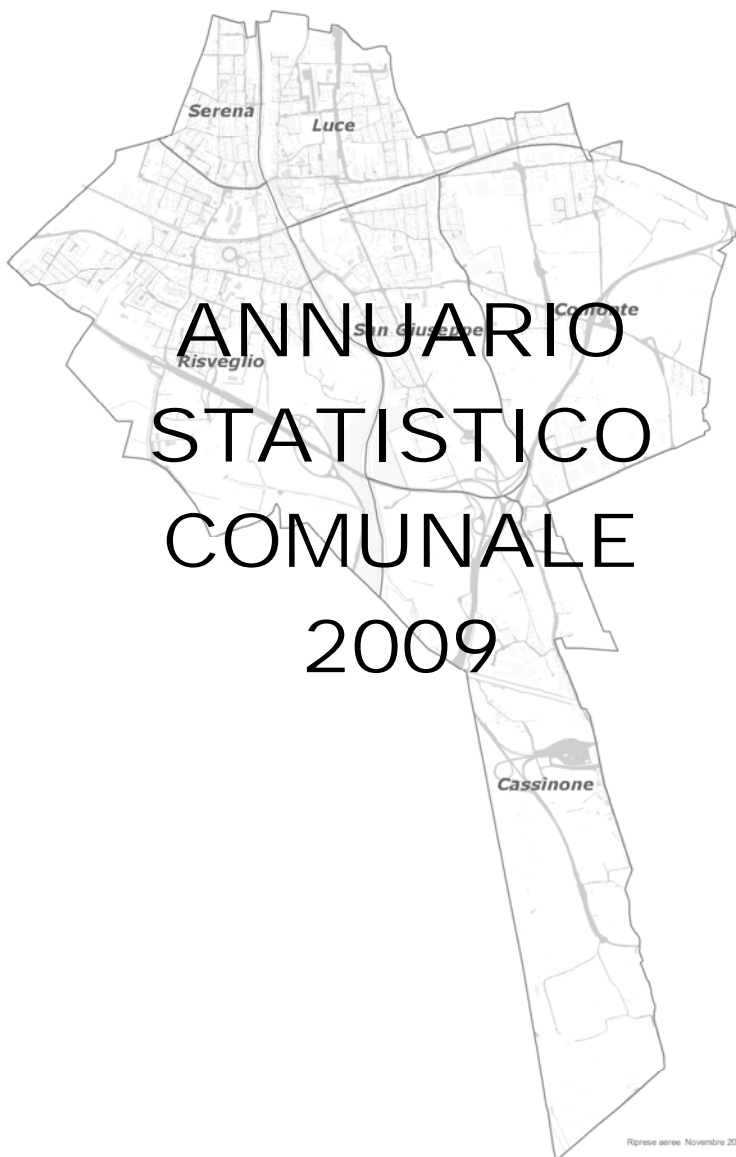 Serena
Luce
Comonte
San Giuseppe
Risveglio
ANNUARIO
STATISTICO
COMUNALE
2009
Cassinone
Riprese aeree Novembre 20